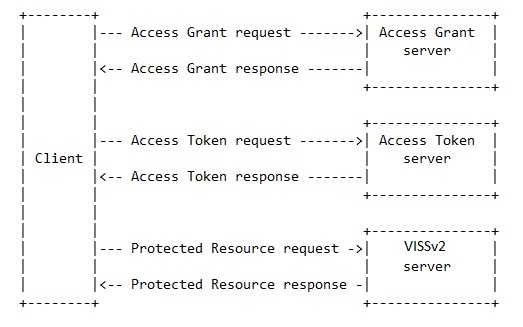 --- Access Grant request -------> Access Grant
server
<-- Access Grant response -------
--- Access Token request -------> Access Token
Client server
<-- Access Token response -------
--- Protected Resource request -> VISSv2
server
<-- Protected Resource response -